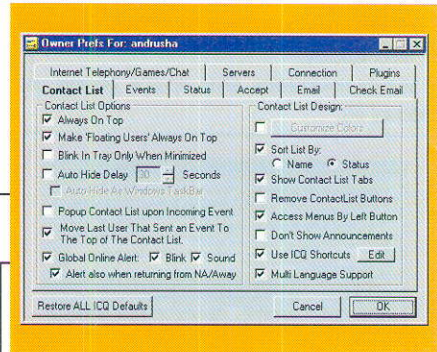 Owner Prefs For: andrusha
Internet Telephony/Games/Chat Servers Connection Plugins
Contact List Events Status Accept Email Check Email
Contact List Options
Always On Top
Make 'Floating Users' Always On Top
Blink In Tray Only When Minimized
Auto Hide Delay 30 Seconds
Auto Hide As Windows TaskBar
Popup Contact List upon Incoming Event
Move Last User That Sent an Event To
The Top of The Contact List.
Global Online Alert: Blink Sound
Alert also when returning from NA/Away
Contact List Design:
Customize Colors
Sort List By:
Name Status
Show Contact List Tabs
Remove ContactList Buttons
Access Menus By Left Button
Don't Show Announcements
Use ICQ Shortcuts Edit
Multi Language Support
Restore ALL ICQ Defaults Cancel OK